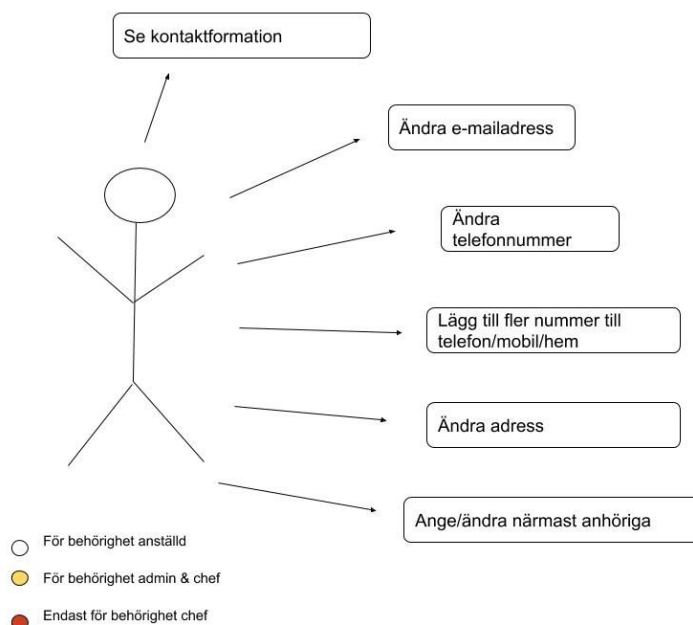 Se kontaktformation
Ändra e-mailadress
Ändra
telefonnummer
Lägg till fler nummer till
telefon/mobil/hem
Ändra adress
Ange/ändra närmast anhöriga
För behörighet anställd
För behörighet admin & chef
Endast för behörighet chef